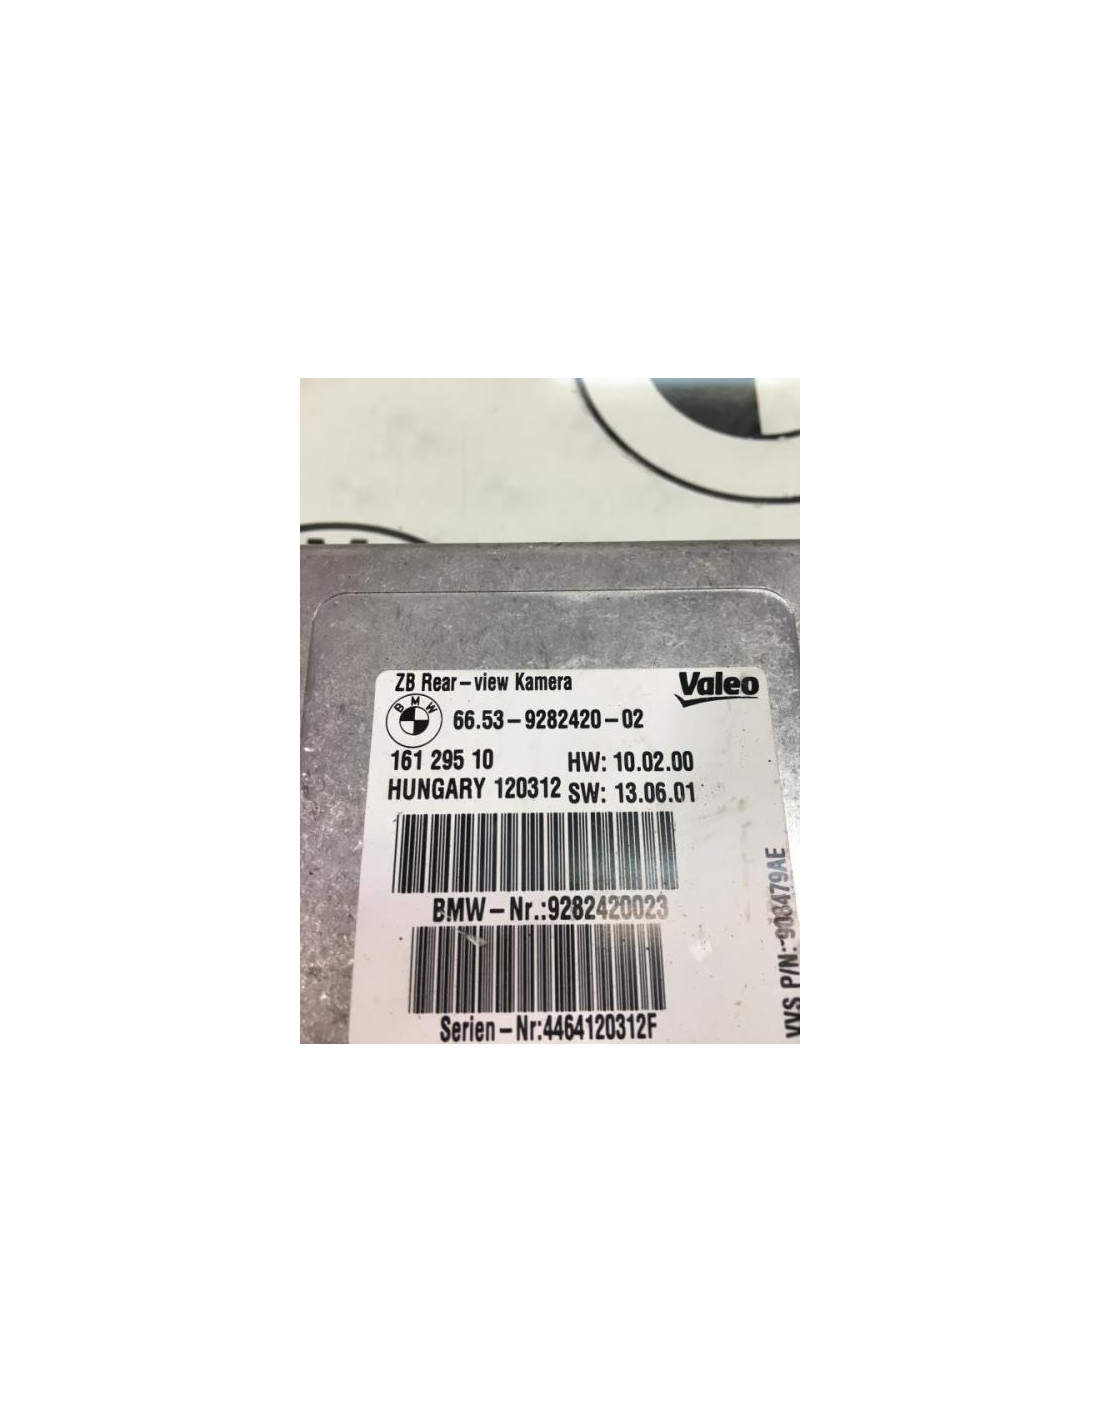 ZB Rear-view Kamera
Valeo
BMW
66.53-9282420-02
161 295 10
HW: 10.02.00
HUNGARY 120312
SW: 13.06.01
BMW-Nr.:9282420023
Serien-Nr:4464120312F
VVS P/N: